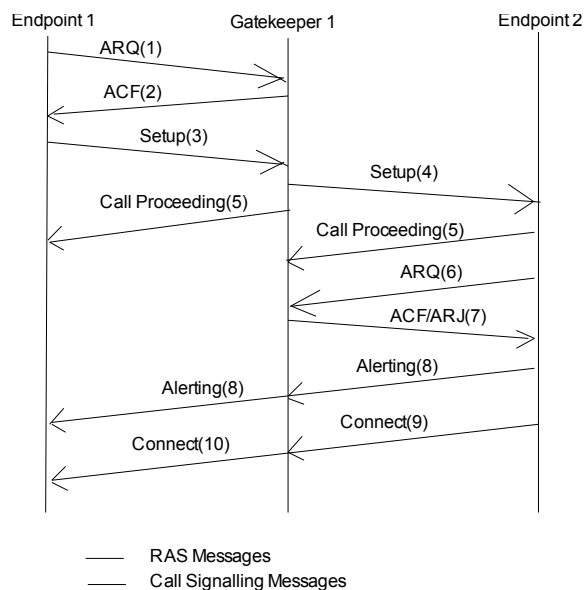 Endpoint 1
Gatekeeper 1
Endpoint 2
ARQ(1)
ACF(2)
Setup(3)
Setup(4)
Call Proceeding(5)
Call Proceeding(5)
ARQ(6)
ACF/ARJ(7)
Alerting(8)
Alerting(8)
Connect(9)
Connect(10)
RAS Messages
Call Signalling Messages